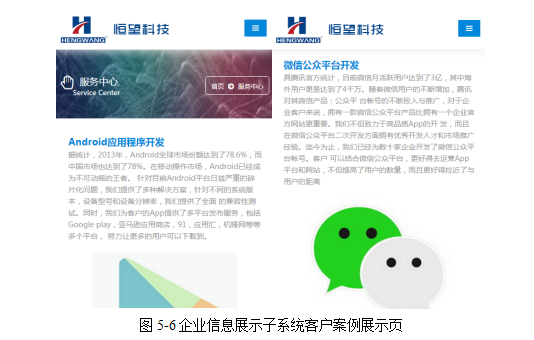 HENGWANG
恒望科技
服务中心
Service Center
首页 服务中心
Android应用程序开发
据统计，2013年，Android全球市场份额达到了78.6%，而
中国市场也达到了78%。在移动操作市场，Android已经成
为不可动摇的王者。 针对目前Android平台日益严重的碎
片化问题，我们提供了多种解决方案，针对不同的系统版
本，设备型号和设备分辨率，我们提供了全面 的兼容性测
试。同时，我们为客户的App提供了多平台发布服务，包括
Google play，亚马逊应用商店，91，应用汇，机锋网等等
多个平台， 努力让更多的用户可以下载到。
HENGWANG
恒望科技
微信公众平台开发
具腾讯官方统计，目前微信月活跃用户达到了3亿，其中海
外用户更是达到了4千万。随着微信用户的不断增加，腾讯
对其微信产品：公众平 台帐号的不断投入与推广，对于企
业客户来说，拥有一款微信公众平台产品比拥有一个企业官
方网站更重要。我们不但致力于高品质App的开 发，而且
在微信公众平台二次开发方面拥有优秀开发人才和市场推广
经验。迄今为止，我们已经为数十家企业开发了微信公众平
台帐号。客户 可以结合微信公众平台，更好得去运营App
平台和网站，不但提高了用户的数量，而且更好得拉近了与
用户的距离
图 5-6 企业信息展示子系统客户案例展示页